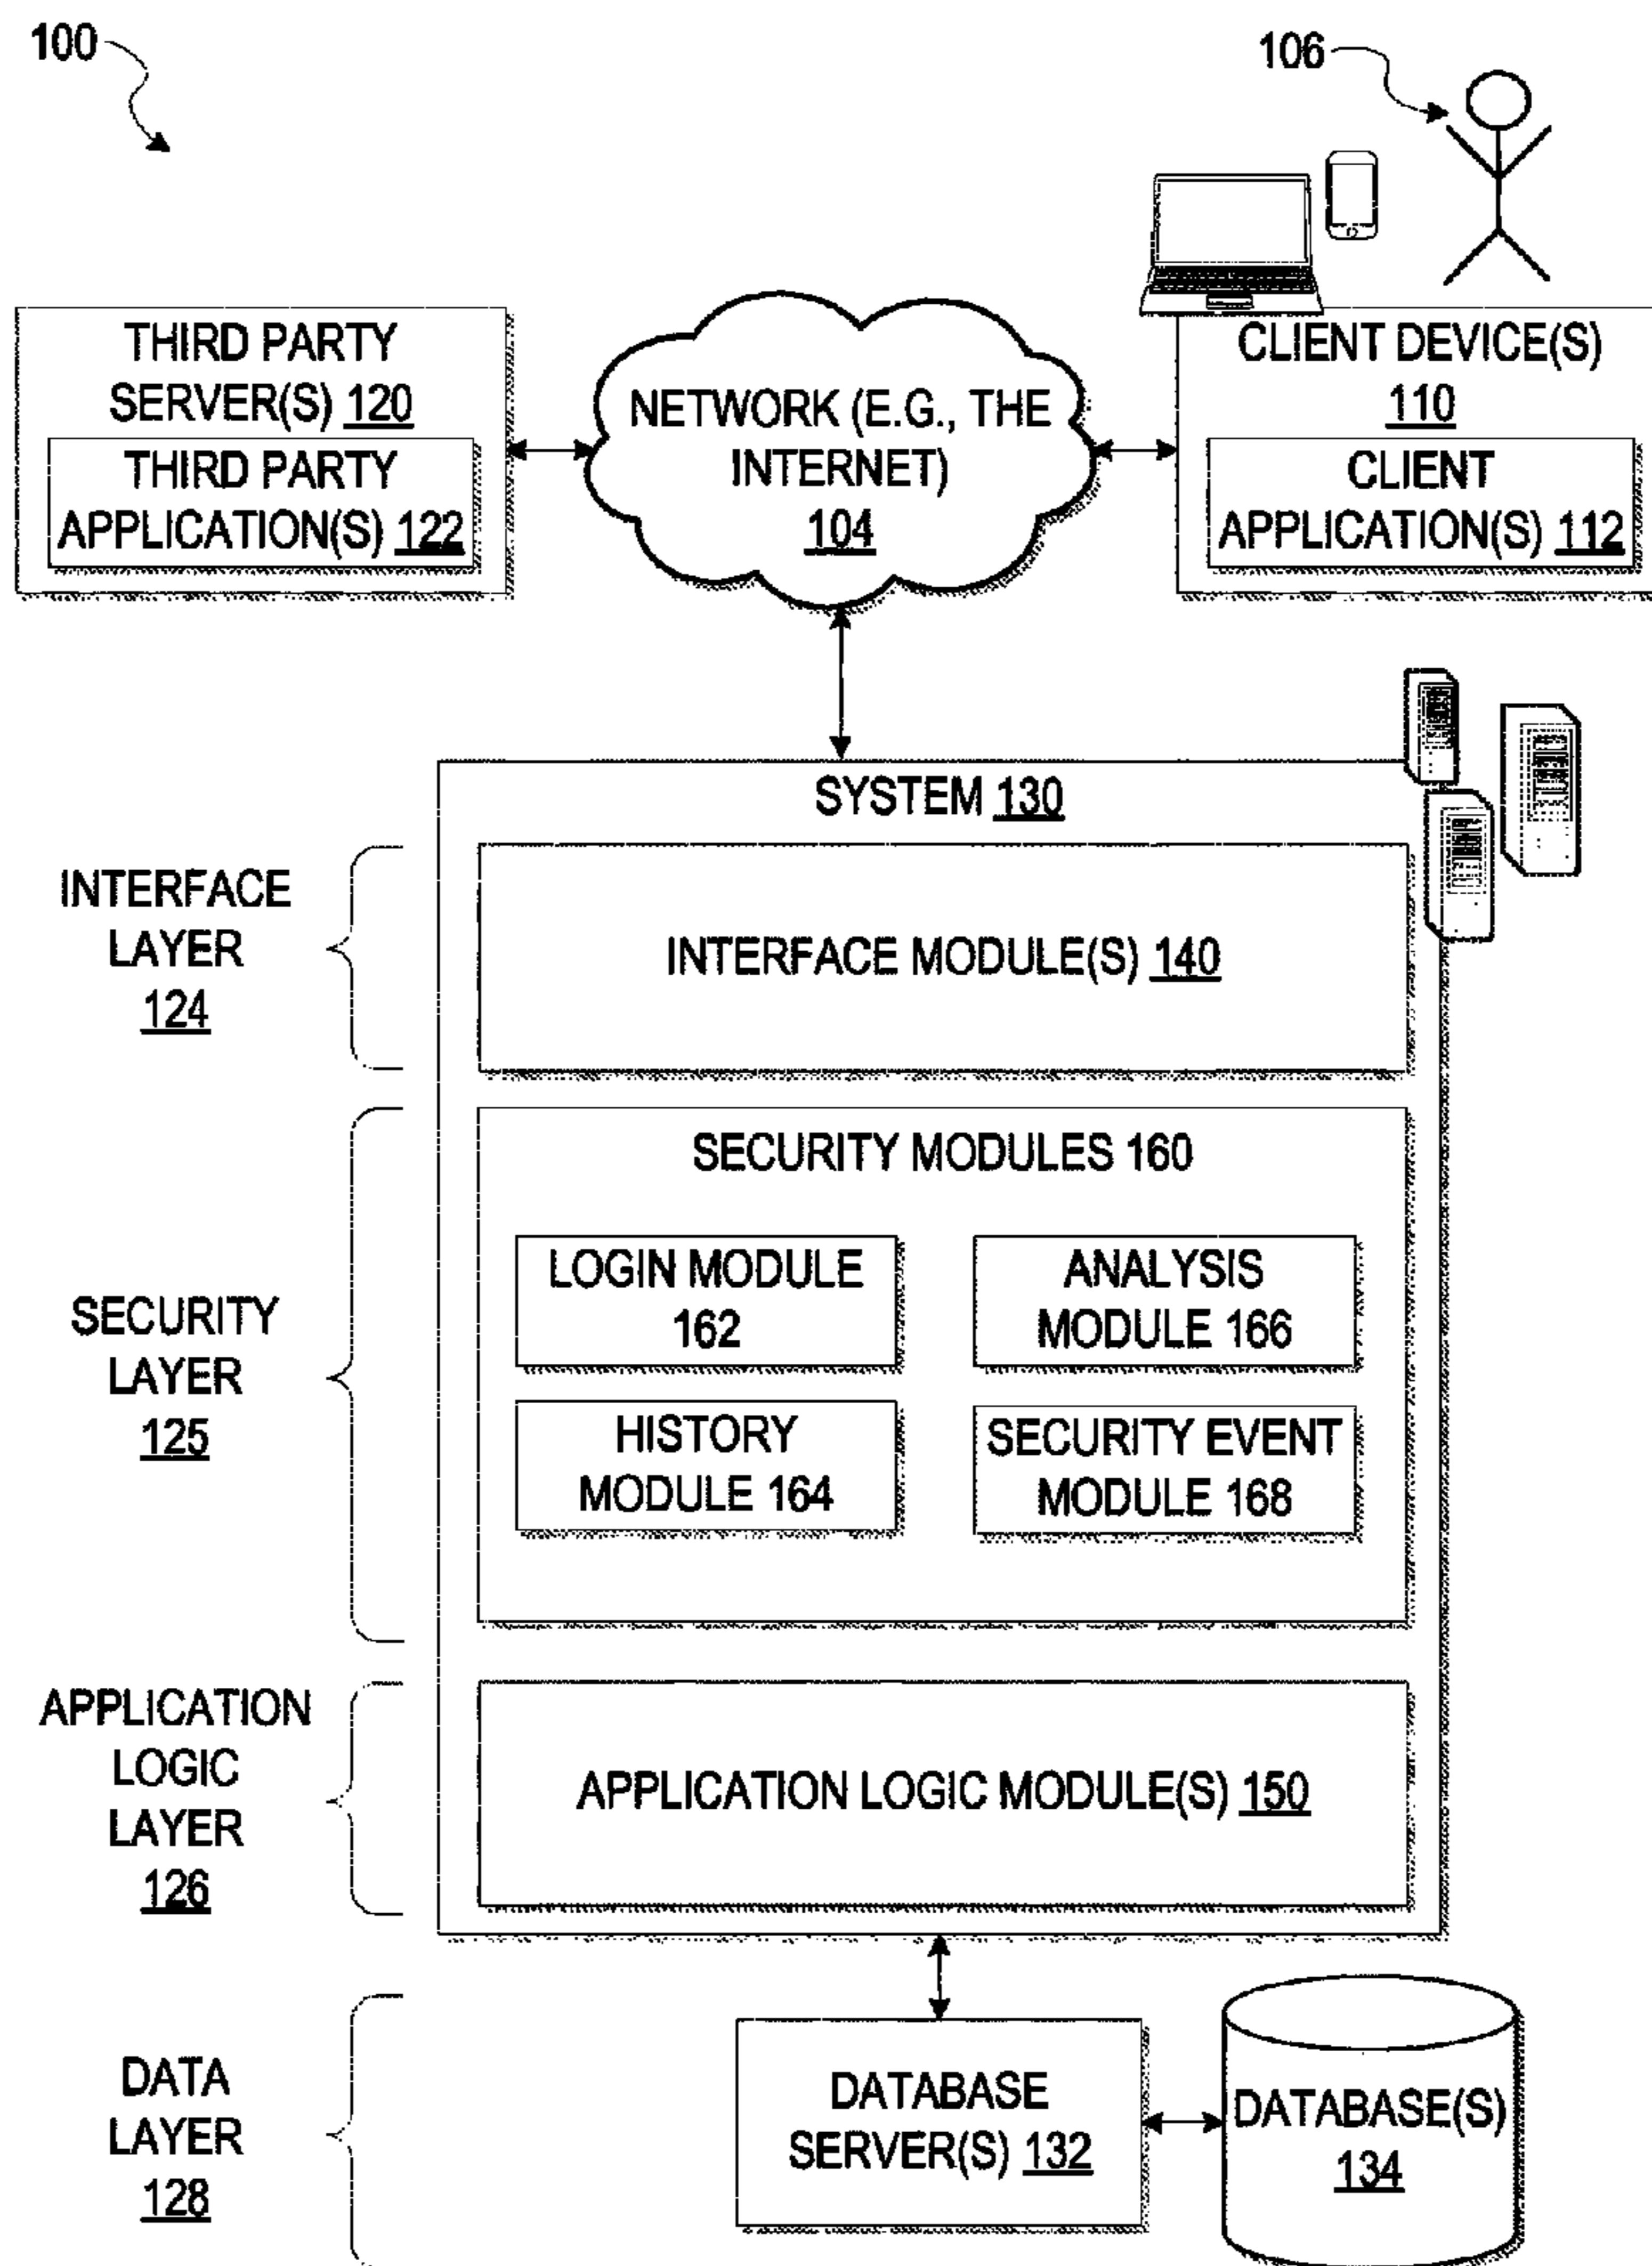 100
106
THIRD PARTY
SERVER(S) 120
THIRD PARTY
APPLICATION(S) 122
NETWORK (E.G., THE
INTERNET)
104
CLIENT DEVICE(S)
110
CLIENT
APPLICATION(S) 112
SYSTEM 130
INTERFACE
LAYER
124
INTERFACE MODULE(S) 140
SECURITY
LAYER
125
SECURITY MODULES 160
LOGIN MODULE
162
ANALYSIS
MODULE 166
HISTORY
MODULE 164
SECURITY EVENT
MODULE 168
APPLICATION
LOGIC
LAYER
126
APPLICATION LOGIC MODULE(S) 150
DATA
LAYER
128
DATABASE
SERVER(S) 132
DATABASE(S)
134